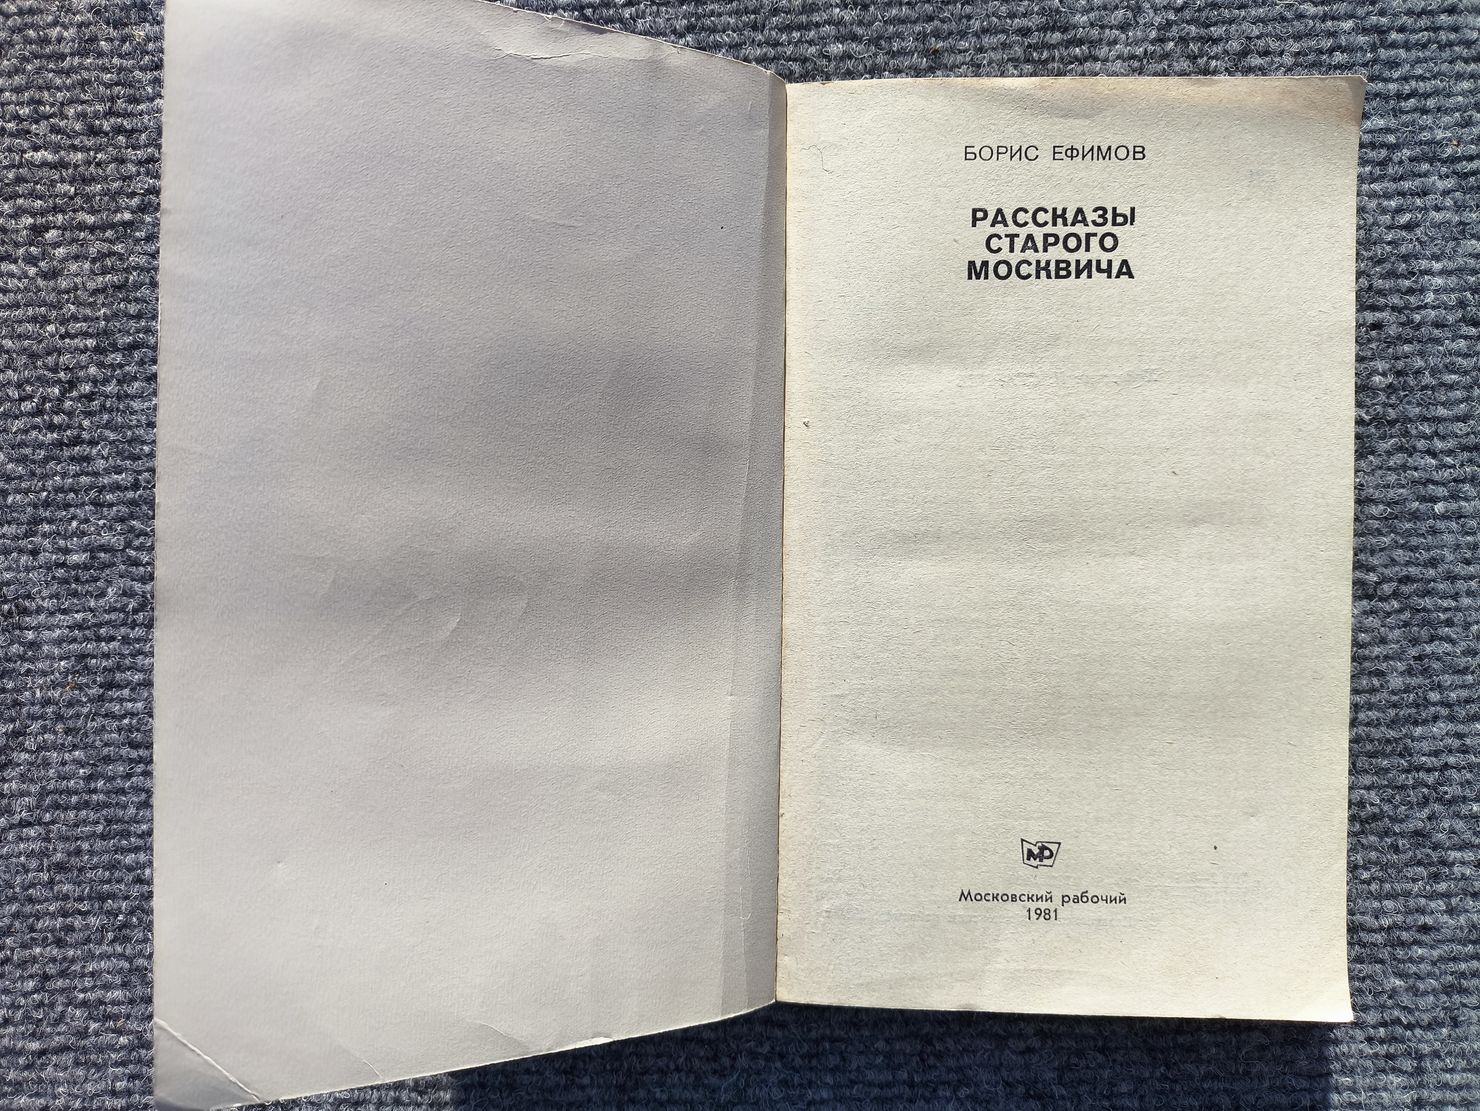 БОРИС ЕФИМОВ
РАССКАЗЫ
СТАРОГО
МОСКВИЧА
МР
Московский рабочий
1981